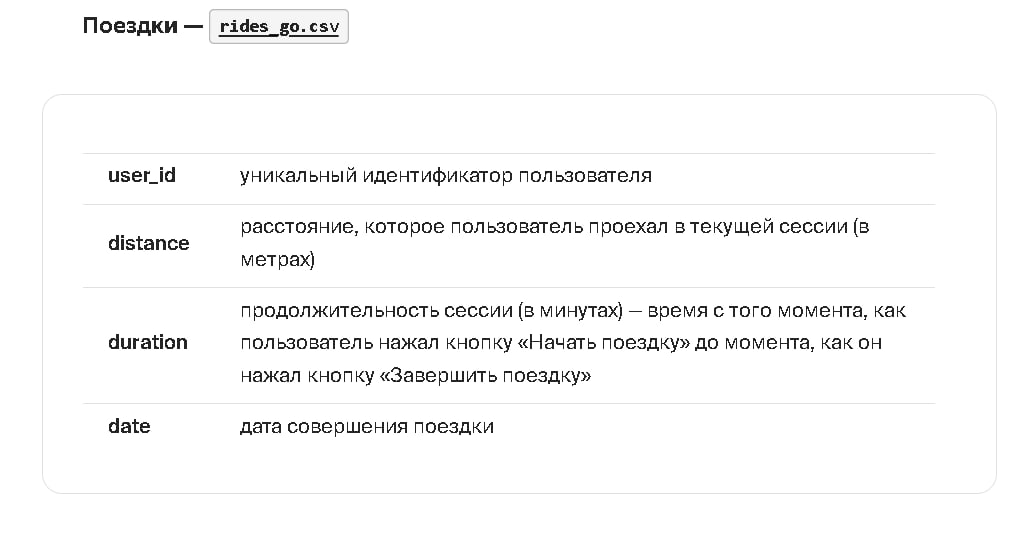 Поездки — rides_go.csv
user_id
уникальный идентификатор пользователя
distance
расстояние, которое пользователь проехал в текущей сессии (в
метрах)
duration
продолжительность сессии (в минутах) — время с того момента, как
пользователь нажал кнопку «Начать поездку» до момента, как он
нажал кнопку «Завершить поездку»
date
дата совершения поездки